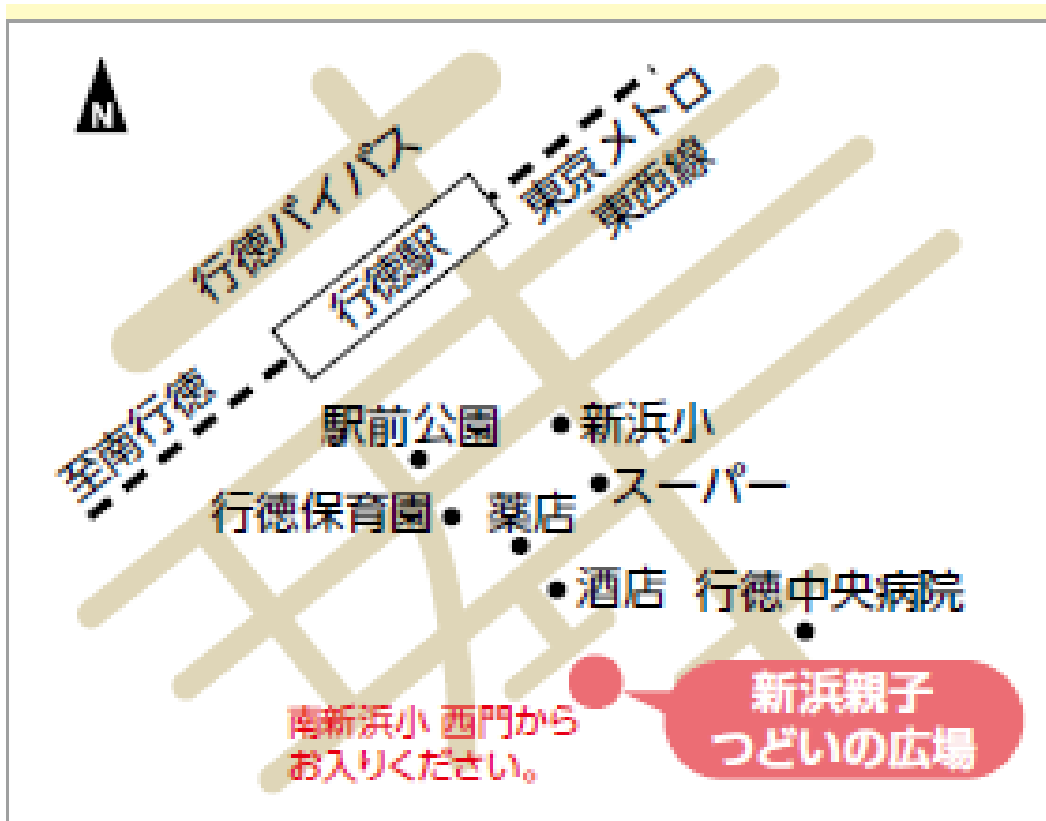 N
行徳バイパス
東京メトロ
東西線
行徳駅
至南行徳
駅前公園
新浜小
スーパー
行徳保育園
薬店
酒店
行徳中央病院
新浜親子
つどいの広場
南新浜小 西門から
お入りください。